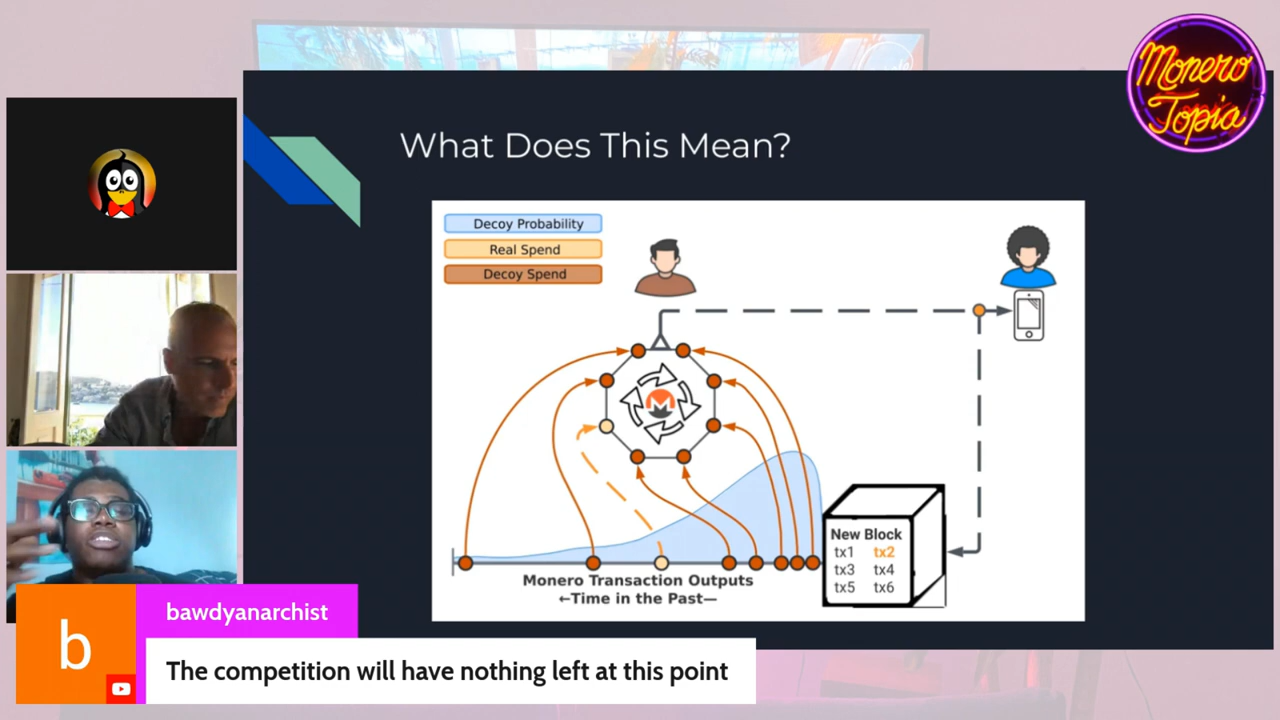 Monero
Topia
What Does This Mean?
Decoy Probability
Real Spend
Decoy Spend
New Block
tx1 tx2
tx3 tx4
tx5 tx6
Monero Transaction Outputs
←Time in the Past—
b
bawdyanarchist
The competition will have nothing left at this point